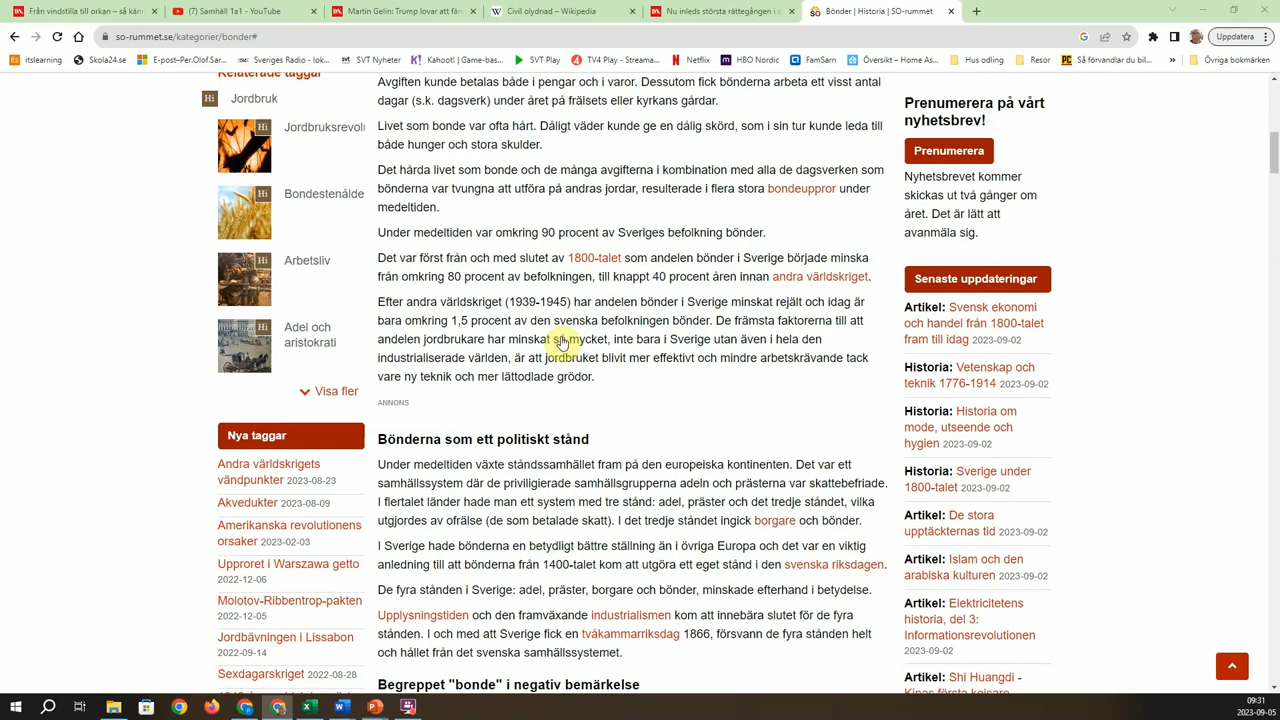 Från vindstilla till orkan – så kän
(7) Samhäll 1a1 - YouTube
Martin Gelin: Trump lovar att fän
Civil olydnad – Wikipedia
Nu inleds största rättegången i s
Bönder | Historia | SO-rummet
so-rummet.se/kategorier/bonder#
Uppdatera
itslearning
Skola24.se
E-post–Per.Olof.Sar...
Sveriges Radio - lok...
SVT Nyheter
Kahoot! | Game-bas...
SVT Play
TV4 Play - Streama...
Netflix
HBO Nordic
FamSarn
Översikt – Home As...
Hus odling
Resor
Så förvandlar du bil...
Övriga bokmärken
Relaterade taggar
Hi Jordbruk
Hi Jordbruksrevol
Hi Bondestenålde
Hi Arbetsliv
Hi Adel och
aristokrati
Visa fler
Nya taggar
Andra världskrigets
vändpunkter 2023-08-23
Akvedukter 2023-08-09
Amerikanska revolutionens
orsaker 2023-02-03
Upproret i Warszawa getto
2022-12-06
Molotov-Ribbentrop-pakten
2022-12-05
Jordbävningen i Lissabon
2022-09-14
Sexdagarskriget 2022-08-28
Avgiften kunde betalas både i pengar och i varor. Dessutom fick bönderna arbeta ett visst antal
dagar (s.k. dagsverk) under året på frälsets eller kyrkans gårdar.
Livet som bonde var ofta hårt. Dåligt väder kunde ge en dålig skörd, som i sin tur kunde leda till
både hunger och stora skulder.
Det hårda livet som bonde och de många avgifterna i kombination med alla de dagsverken som
bönderna var tvungna att utföra på andras jordar, resulterade i flera stora bondeuppror under
medeltiden.
Under medeltiden var omkring 90 procent av Sveriges befolkning bönder.
Det var först från och med slutet av 1800-talet som andelen bönder i Sverige började minska
från omkring 80 procent av befolkningen, till knappt 40 procent åren innan andra världskriget.
Efter andra världskriget (1939-1945) har andelen bönder i Sverige minskat rejält och idag är
bara omkring 1,5 procent av den svenska befolkningen bönder. De främsta faktorerna till att
andelen jordbrukare har minskat så mycket, inte bara i Sverige utan även i hela den
industrialiserade världen, är att jordbruket blivit mer effektivt och mindre arbetskrävande tack
vare ny teknik och mer lättodlade grödor.
ANNONS
Bönderna som ett politiskt stånd
Under medeltiden växte ståndssamhället fram på den europeiska kontinenten. Det var ett
samhällssystem där de priviligierade samhällsgrupperna adeln och prästerna var skattebefriade.
I flertalet länder hade man ett system med tre stånd: adel, präster och det tredje ståndet, vilka
utgjordes av ofrälse (de som betalade skatt). I det tredje ståndet ingick borgare och bönder.
I Sverige hade bönderna en betydligt bättre ställning än i övriga Europa och det var en viktig
anledning till att bönderna från 1400-talet kom att utgöra ett eget stånd i den svenska riksdagen.
De fyra stånden i Sverige: adel, präster, borgare och bönder, minskade efterhand i betydelse.
Upplysningstiden och den framväxande industrialismen kom att innebära slutet för de fyra
stånden. I och med att Sverige fick en tvåkammarriksdag 1866, försvann de fyra stånden helt
och hållet från det svenska samhällssystemet.
Begreppet "bonde" i negativ bemärkelse
Prenumerera på vårt
nyhetsbrev!
Prenumerera
Nyhetsbrevet kommer
skickas ut två gånger om
året. Det är lätt att
avanmäla sig.
Senaste uppdateringar
Artikel: Svensk ekonomi
och handel från 1800-talet
fram till idag 2023-09-02
Historia: Vetenskap och
teknik 1776-1914 2023-09-02
Historia: Historia om
mode, utseende och
hygien 2023-09-02
Historia: Sverige under
1800-talet 2023-09-02
Artikel: De stora
upptäckternas tid 2023-09-02
Artikel: Islam och den
arabiska kulturen 2023-09-02
Artikel: Elektricitetens
historia, del 3:
Informationsrevolutionen
2023-09-02
Artikel: Shi Huangdi -
Kinas första kejsare
09:31
2023-09-05